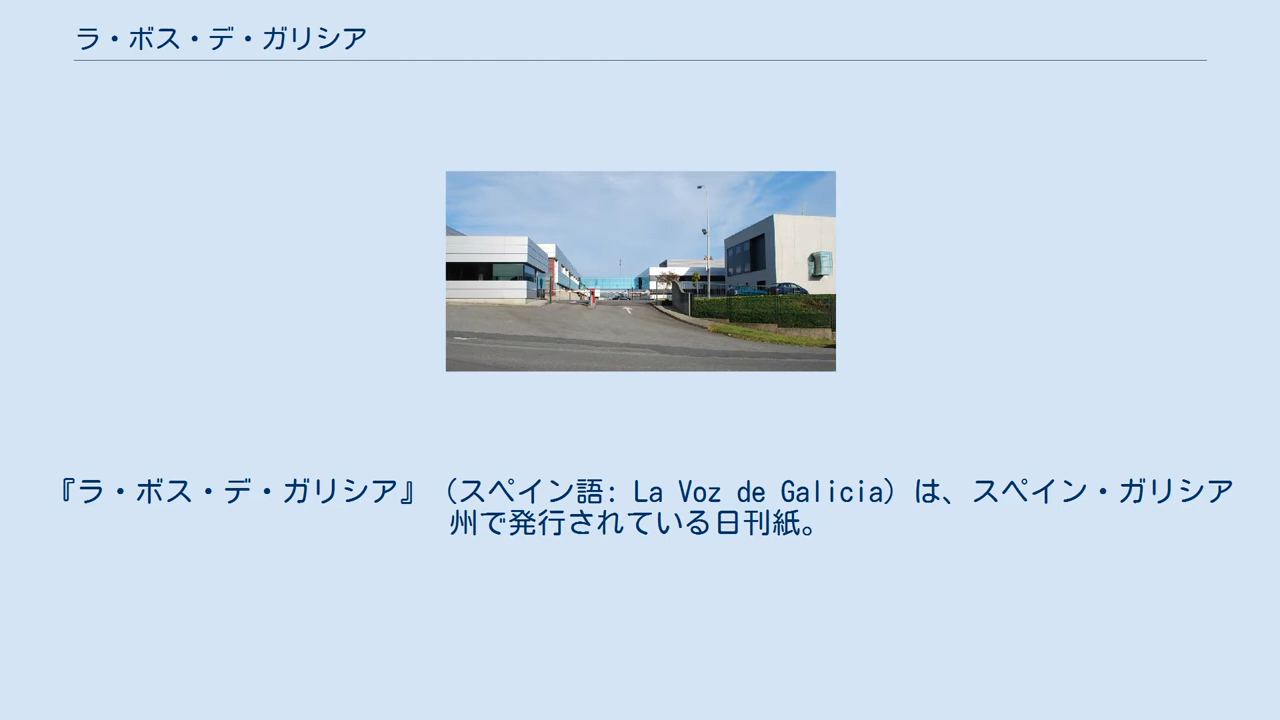 ラ・ボス・デ・ガリシア
『ラ・ボス・デ・ガリシア』（スペイン語: La Voz de Galicia）は、スペイン・ガリシア
州で発行されている日刊紙。